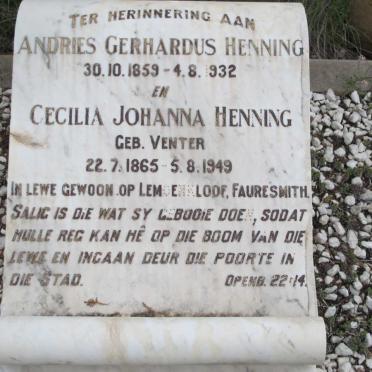 TER HERINNERING AAN
ANDRIES GERHARDUS HENNING
30.10.1859 - 4.8.1932
EN
CECILIA JOHANNA HENNING
GEB. VENTER
22.7.1865 - 5.8.1949
IN LEWE GEWOON OP FAURESMITH.
SALIG IS DIE WAT SY GEBOOIE DOEN, SODAT
HULLE REG KAN HÊ OP DIE BOOM VAN DIE
LEWE EN INGAAN DEUR DIE POORTE IN
DIE STAD. OPENB. 22:14.